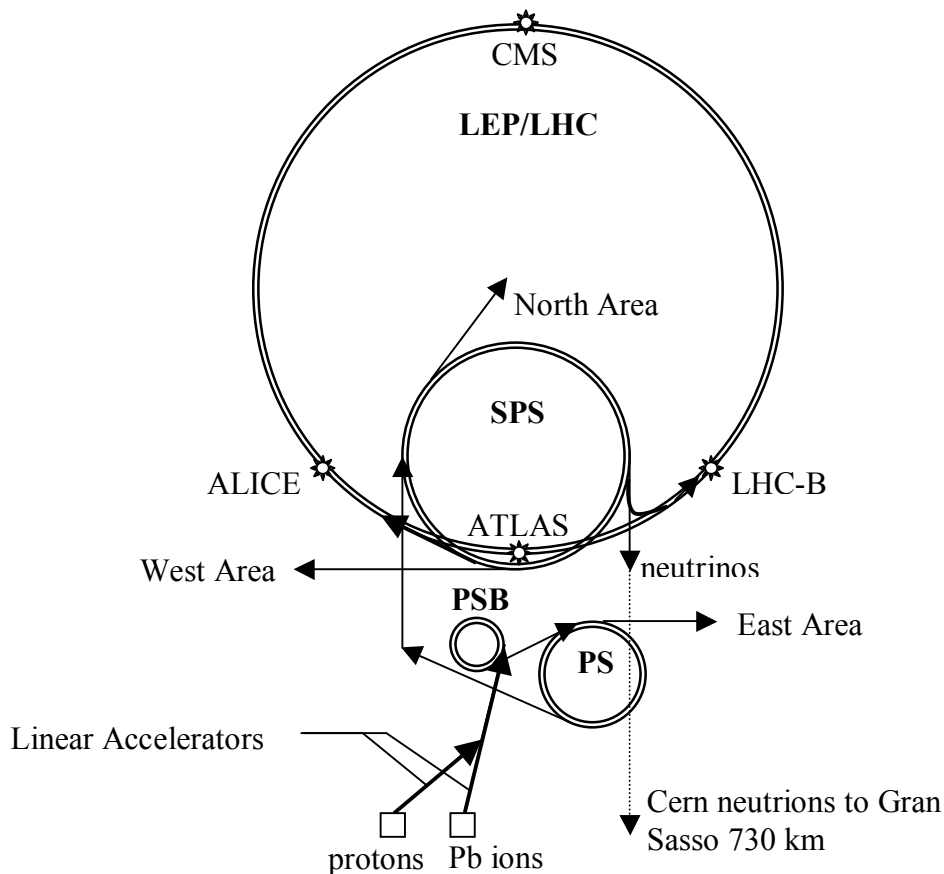 CMS
LEP/LHC
North Area
SPS
ALICE
LHC-B
ATLAS
West Area
neutrinos
PSB
East Area
PS
Linear Accelerators
Cern neutrions to Gran
Sasso 730 km
protons
Pb ions